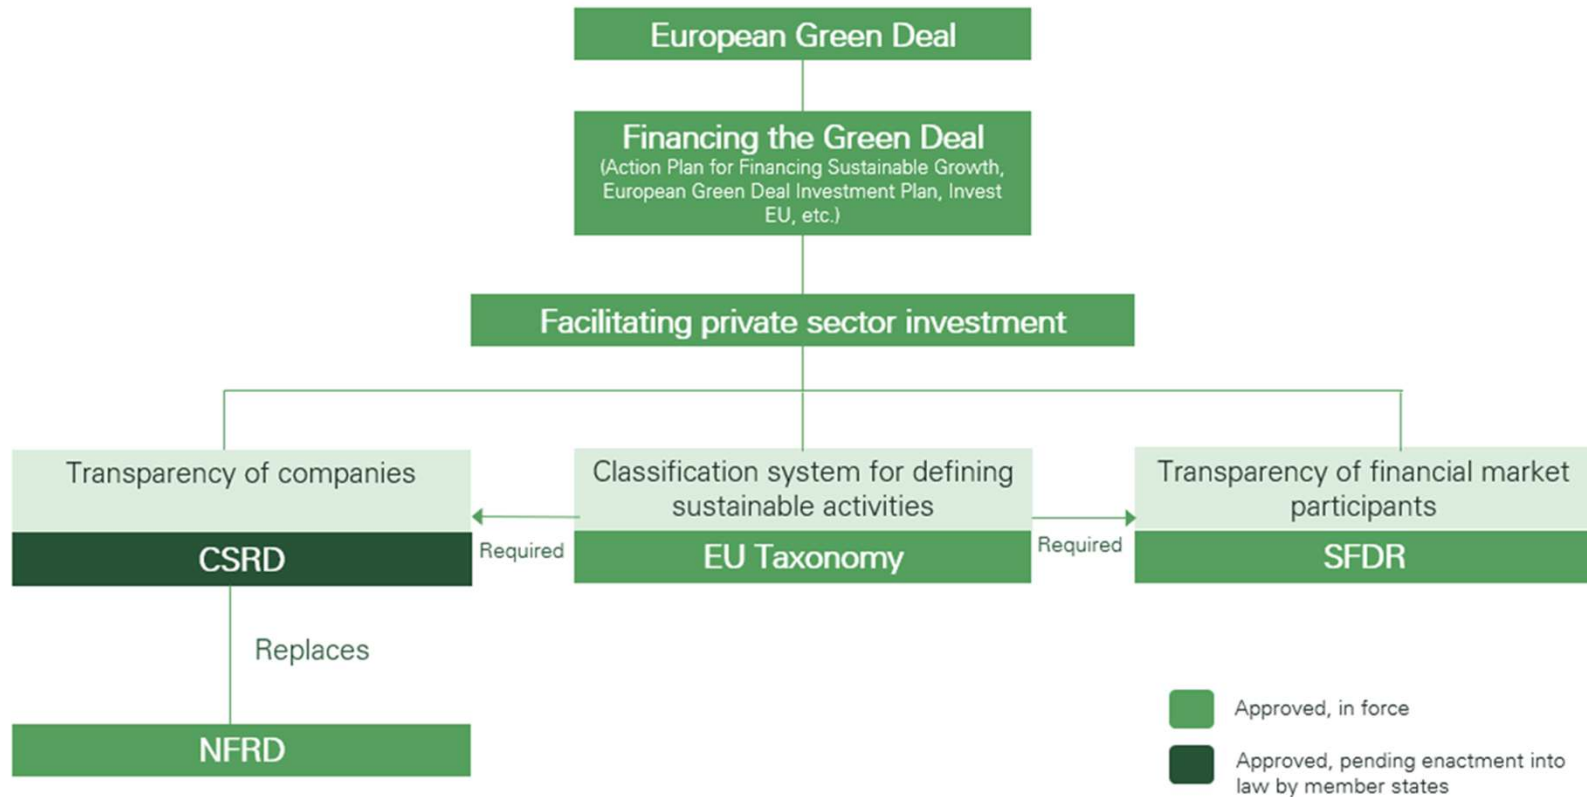 European Green Deal
Financing the Green Deal
(Action Plan for Financing Sustainable Growth,
European Green Deal Investment Plan, Invest
EU, etc.)
Facilitating private sector investment
Transparency of companies
CSRD
Required
Classification system for defining
sustainable activities
EU Taxonomy
Required
Transparency of financial market
participants
SFDR
Replaces
NFRD
Approved, in force
Approved, pending enactment into
law by member states